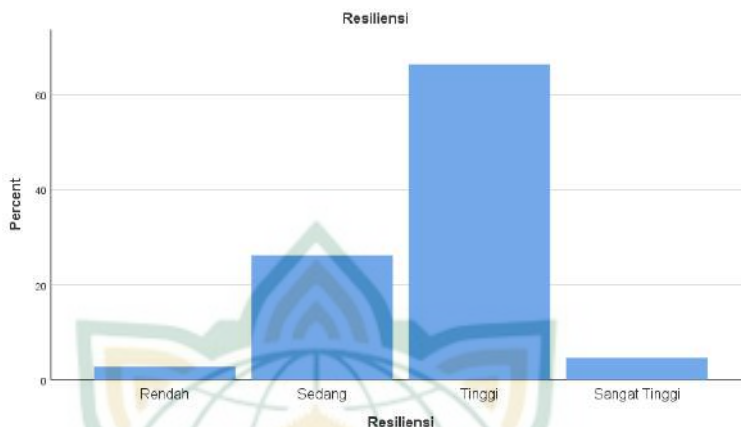 Resiliensi
Percent
60
40
20
0
Rendah Sedang Tinggi Sangat Tinggi
Resiliensi